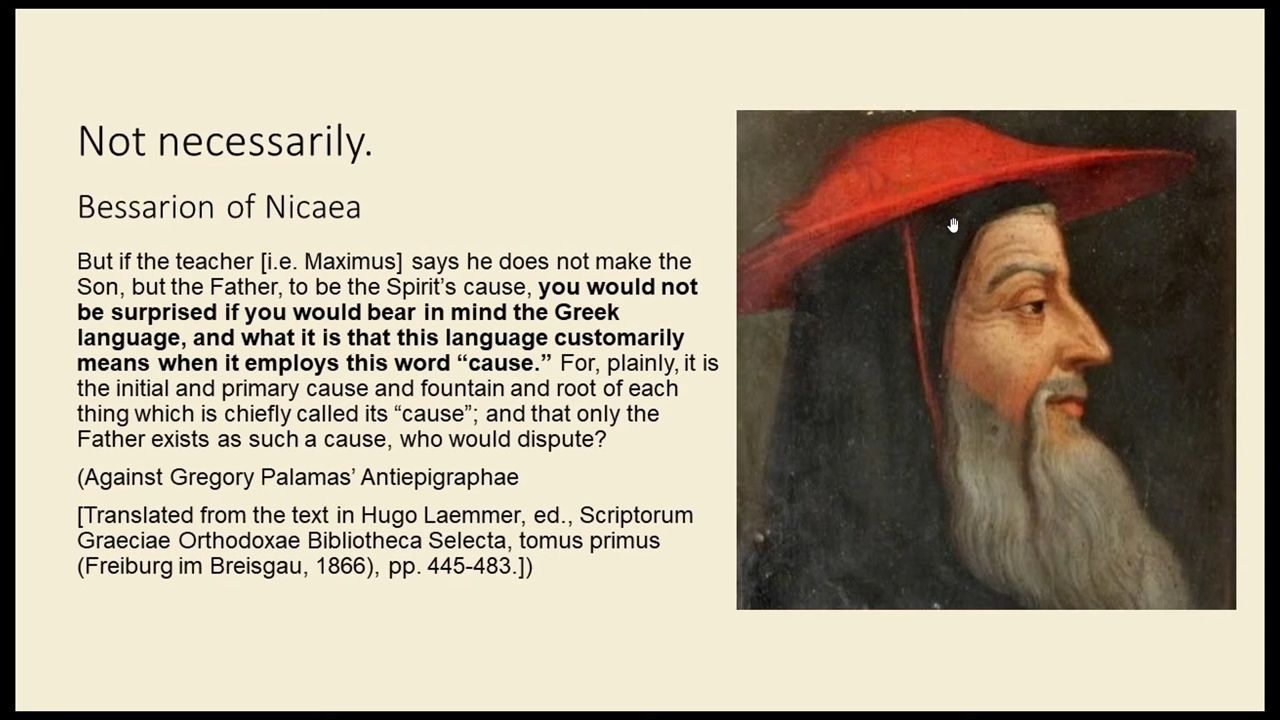 Not necessarily.
Bessarion of Nicaea
But if the teacher [i.e. Maximus] says he does not make the
Son, but the Father, to be the Spirit’s cause, you would not
be surprised if you would bear in mind the Greek
language, and what it is that this language customarily
means when it employs this word “cause.” For, plainly, it is
the initial and primary cause and fountain and root of each
thing which is chiefly called its “cause”; and that only the
Father exists as such a cause, who would dispute?
(Against Gregory Palamas’ Antiepigraphae
[Translated from the text in Hugo Laemmer, ed., Scriptorum
Graeciae Orthodoxae Bibliotheca Selecta, tomus primus
(Freiburg im Breisgau, 1866), pp. 445-483.])